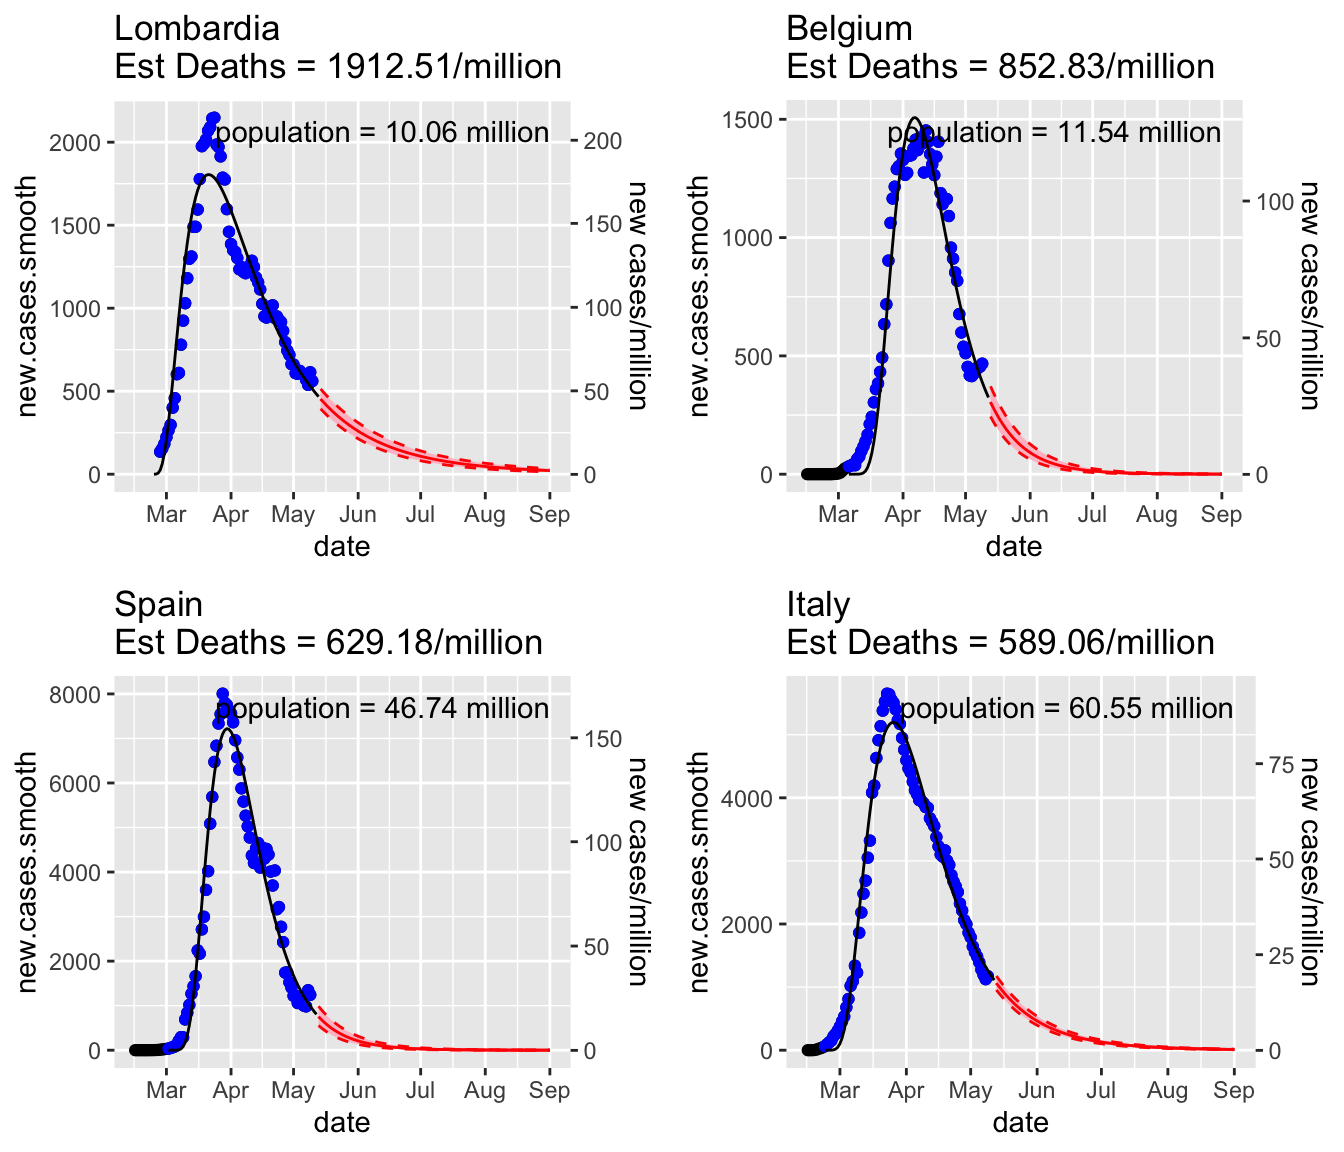 Lombardia
Est Deaths = 1912.51/million
population = 10.06 million
new.cases.smooth
2000
1500
1000
500
0
200
150
100
50
0
new cases/million
Mar Apr May Jun Jul Aug Sep
date
Belgium
Est Deaths = 852.83/million
population = 11.54 million
new.cases.smooth
1500
1000
500
0
100
50
0
new cases/million
Mar Apr May Jun Jul Aug Sep
date
Spain
Est Deaths = 629.18/million
population = 46.74 million
new.cases.smooth
8000
6000
4000
2000
0
150
100
50
0
new cases/million
Mar Apr May Jun Jul Aug Sep
date
Italy
Est Deaths = 589.06/million
population = 60.55 million
new.cases.smooth
4000
2000
0
75
50
25
0
new cases/million
Mar Apr May Jun Jul Aug Sep
date